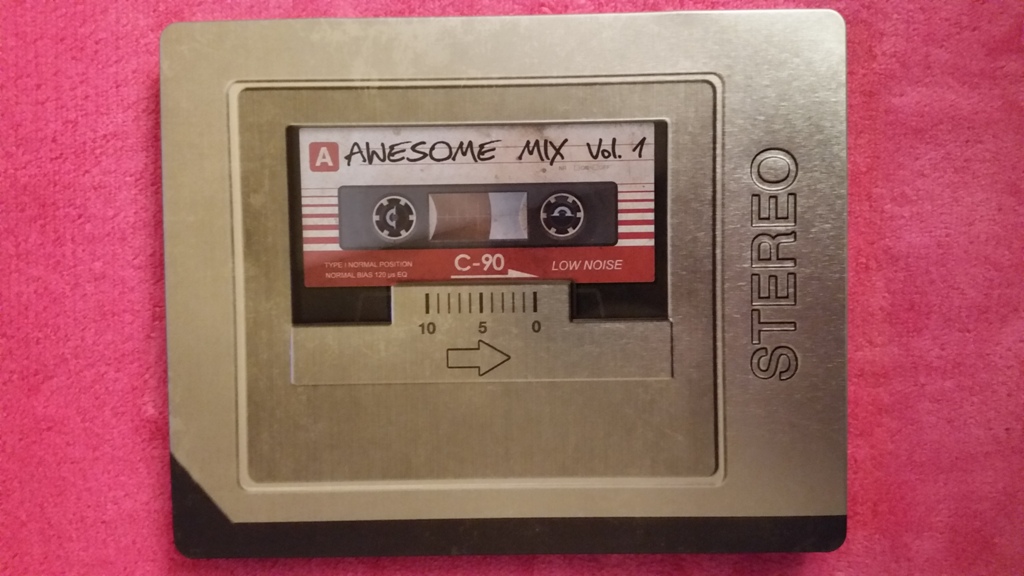 A AWESOME MIX Vol. 1
TYPE I NORMAL POSITION
NORMAL BIAS 120 µs EQ
C-90
LOW NOISE
10 5 0
STEREO